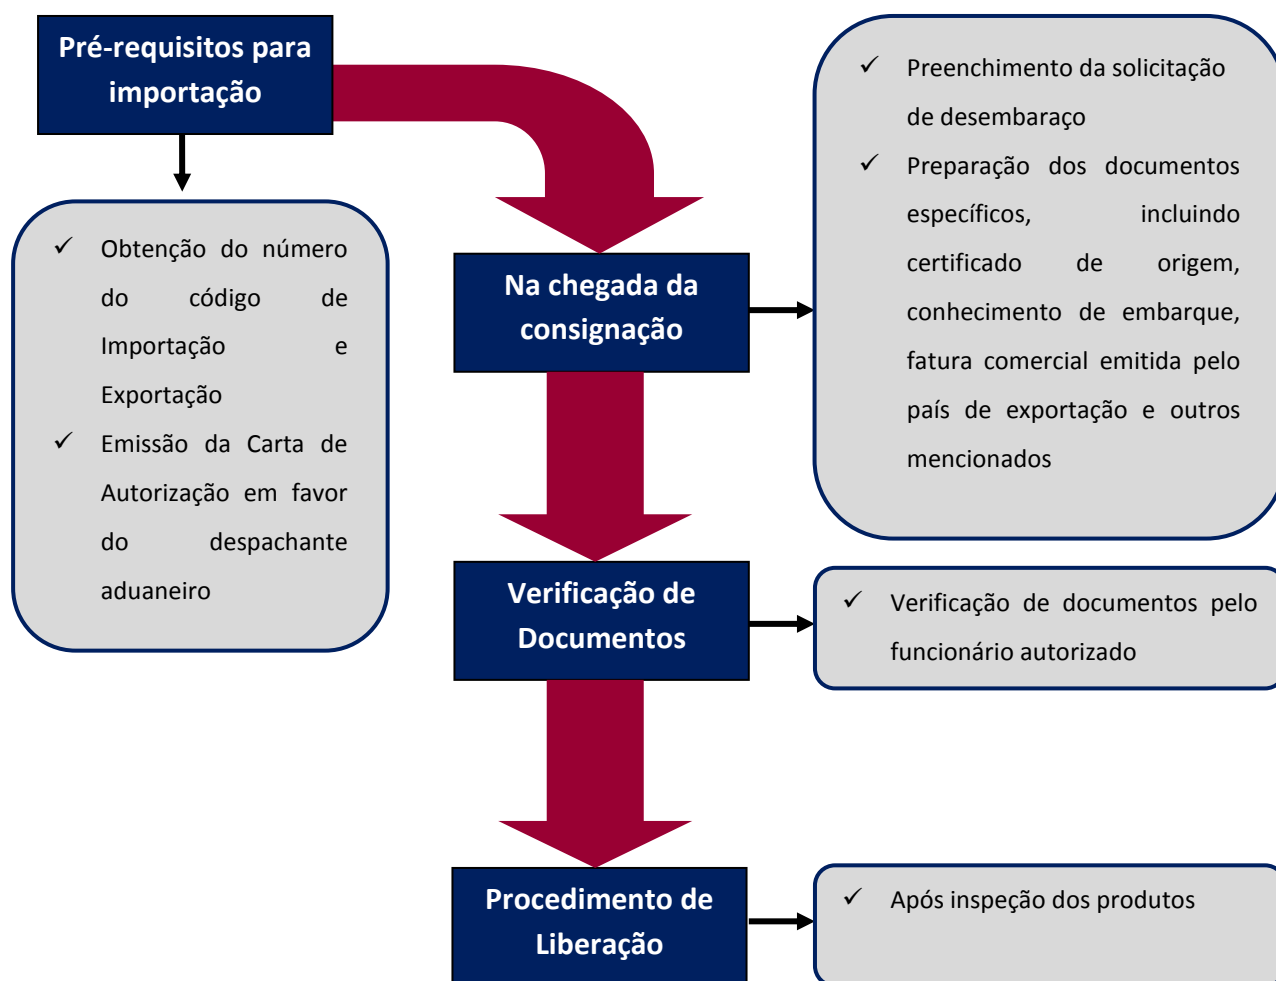 Pré-requisitos para
importação
✓ Obtenção do número
do código de
Importação e
Exportação
✓ Emissão da Carta de
Autorização em favor
do despachante
aduaneiro
Na chegada da
consignação
✓ Preenchimento da solicitação
de desembaraço
✓ Preparação dos documentos
específicos, incluindo
certificado de origem,
conhecimento de embarque,
fatura comercial emitida pelo
país de exportação e outros
mencionados
Verificação de
Documentos
✓ Verificação de documentos pelo
funcionário autorizado
Procedimento de
Liberação
✓ Após inspeção dos produtos